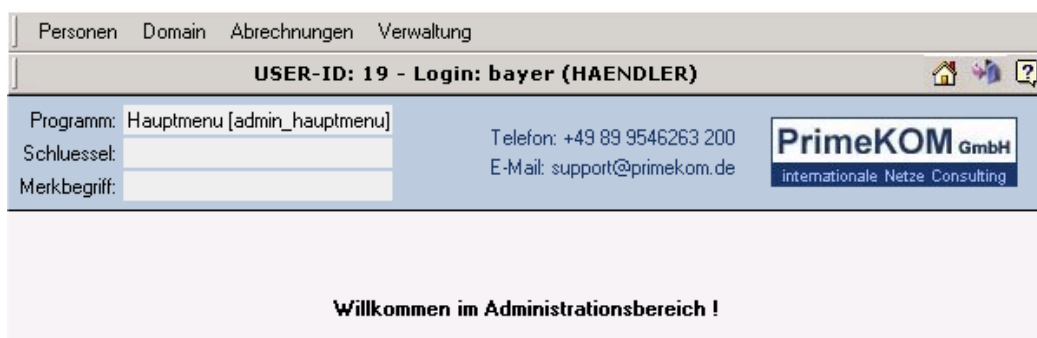 Personen Domain Abrechnungen Verwaltung
USER-ID: 19 - Login: bayer (HAENDLER)
Programm: Hauptmenu [admin_hauptmenu]
Schluessel:
Merkbegriff:
Telefon: +49 89 9546263 200
E-Mail: support@primekom.de
PrimeKOM GmbH
internationale Netze Consulting
Willkommen im Administrationsbereich !